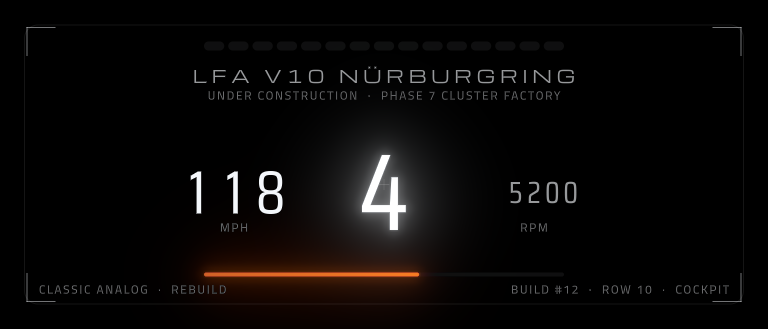 LFA V10 NÜRBURGRING
UNDER CONSTRUCTION · PHASE 7 CLUSTER FACTORY
118
MPH
4
5200
RPM
CLASSIC ANALOG · REBUILD
BUILD #12 · ROW 10 · COCKPIT